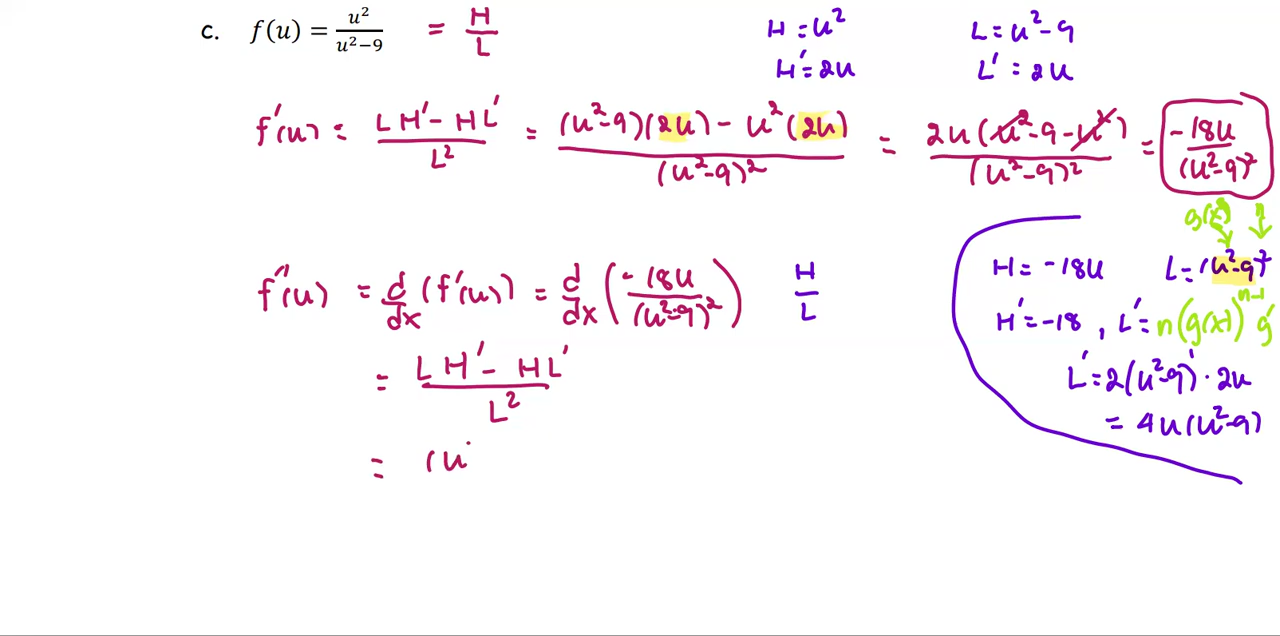 c. f(u) = u²/(u²−9) = H/L
H = u² L = u²−9
H' = 2u L' = 2u
f'(u) = (LH' − HL')/L² = ((u²−9)(2u) − u²(2u))/(u²−9)² = 2u(u²−9−u²)/(u²−9)² = −18u/(u²−9)²
f''(u) = d/dx (f'(u)) = d/dx (−18u/(u²−9)²) H/L
= (LH' − HL')/L²
= (u
g(x) n
H = −18u L = (u²−9)²
H' = −18 , L' = n(g(x))ⁿ⁻¹ g'
L' = 2(u²−9)¹ · 2u
= 4u(u²−9)